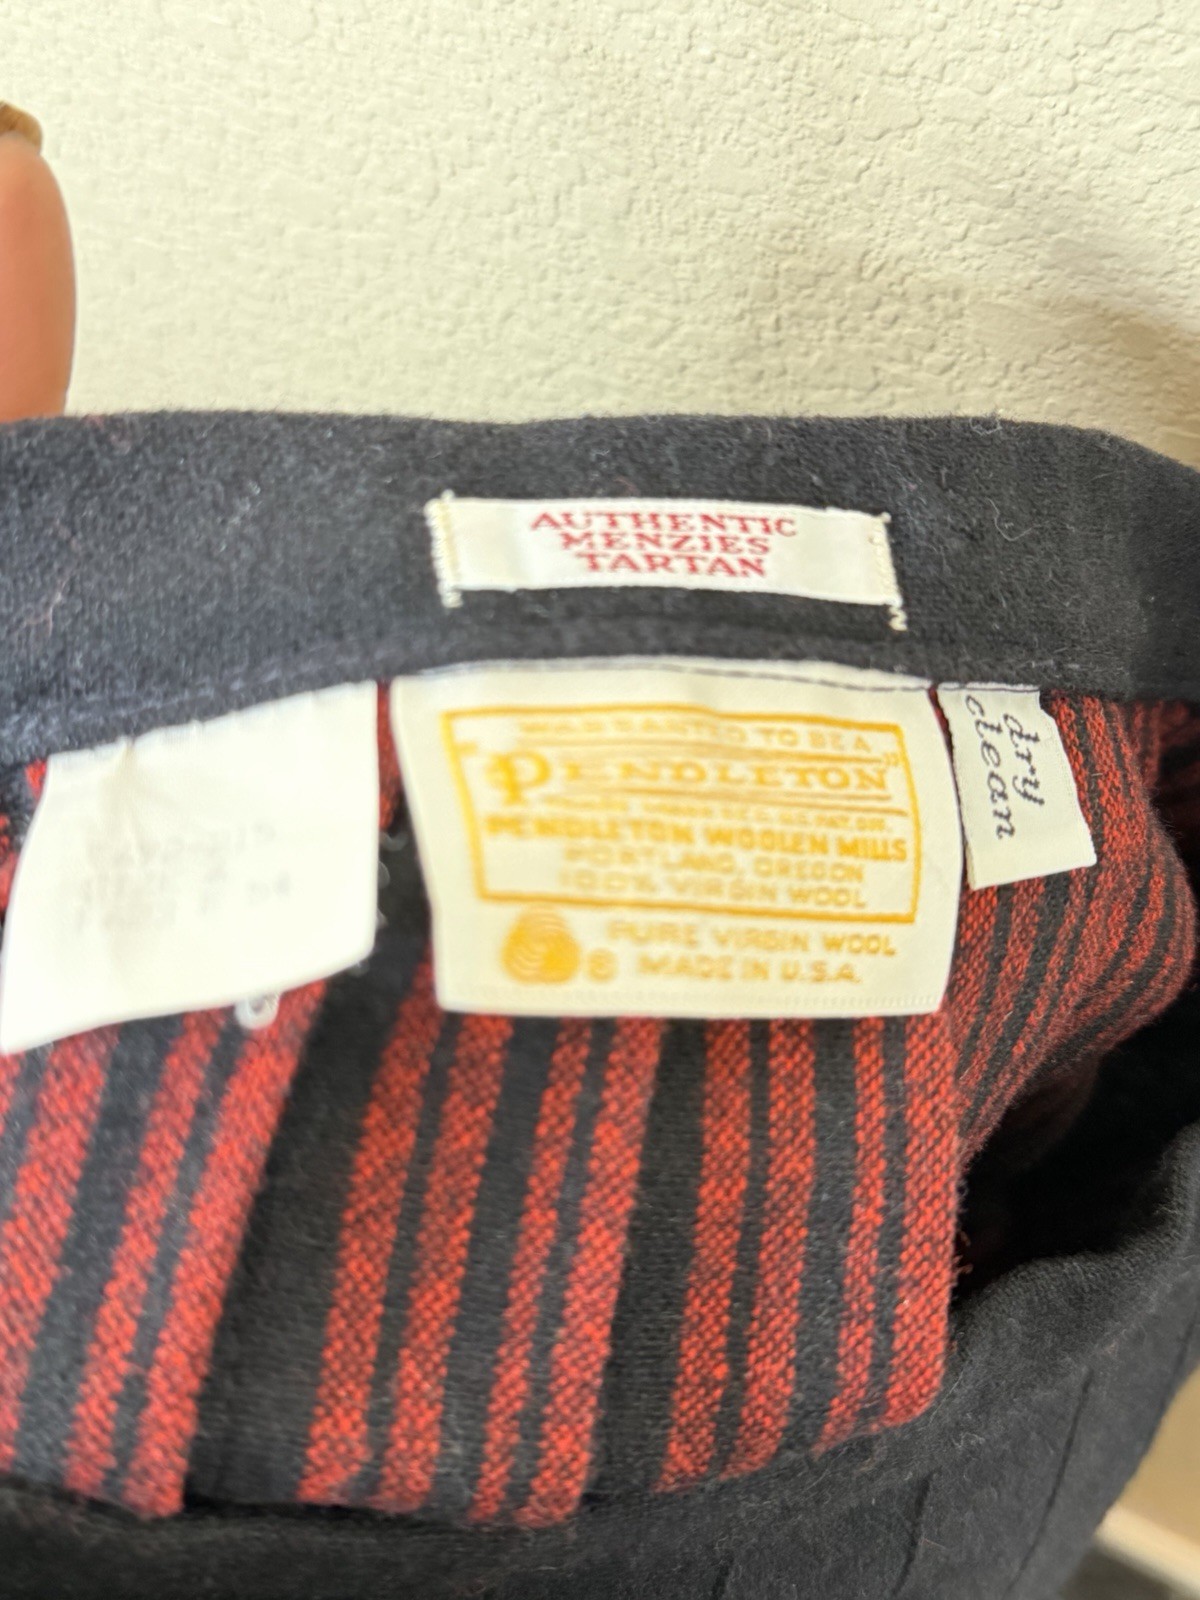 AUTHENTIC
MENZIES
TARTAN
WARRANTED TO BE A
PENDLETON
PENDLETON WOOLEN MILLS
PORTLAND, OREGON
100% VIRGIN WOOL
PURE VIRGIN WOOL
® MADE IN U.S.A.
dry
clean